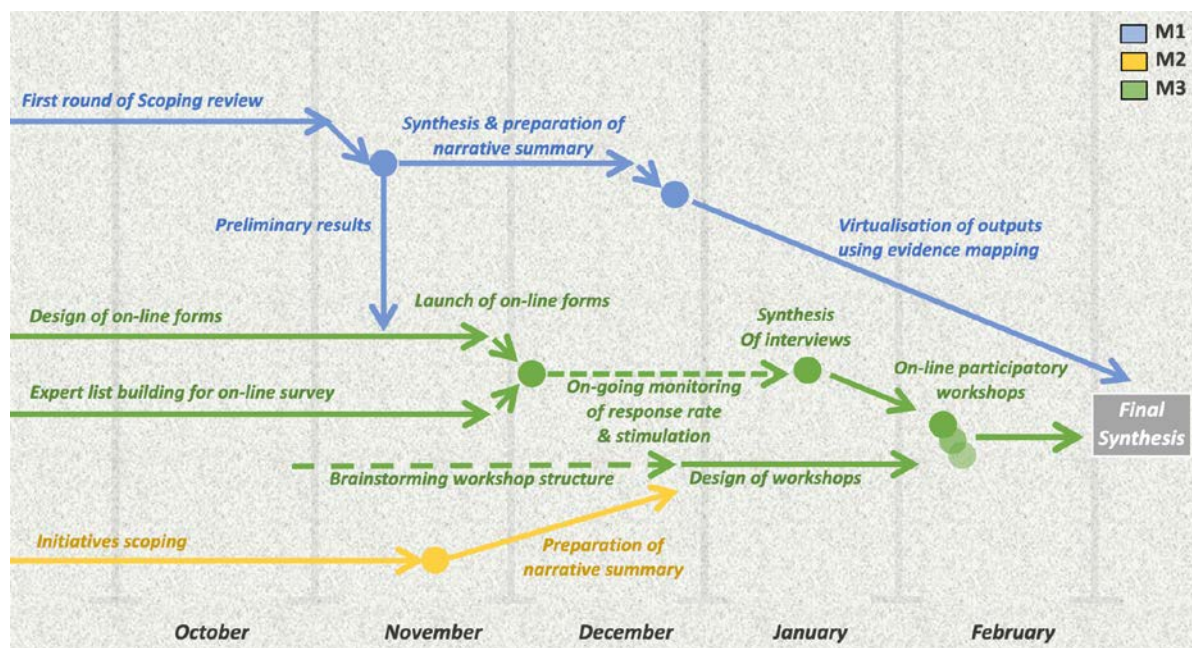 M1
M2
M3
First round of Scoping review
Synthesis & preparation of
narrative summary
Preliminary results
Virtualisation of outputs
using evidence mapping
Design of on-line forms
Launch of on-line forms
Synthesis
Of interviews
On-line participatory
workshops
Expert list building for on-line survey
On-going monitoring
of response rate
& stimulation
Final
Synthesis
Brainstorming workshop structure
Design of workshops
Initiatives scoping
Preparation of
narrative summary
October
November
December
January
February